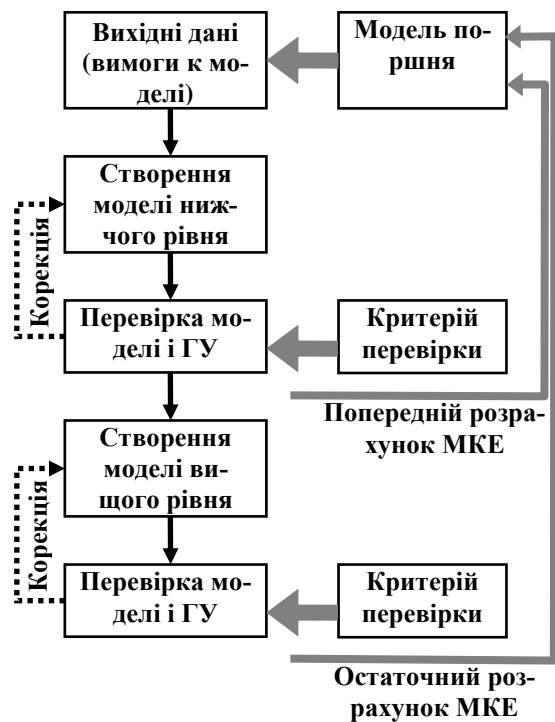 Вихідні дані
(вимоги к мо-
делі)
Модель по-
ршня
Створення
моделі ниж-
чого рівня
Корекція
Перевірка мо-
делі і ГУ
Критерій
перевірки
Попередній розра-
хунок МКЕ
Створення
моделі ви-
щого рівня
Корекція
Перевірка мо-
делі і ГУ
Критерій
перевірки
Остаточний роз-
рахунок МКЕ